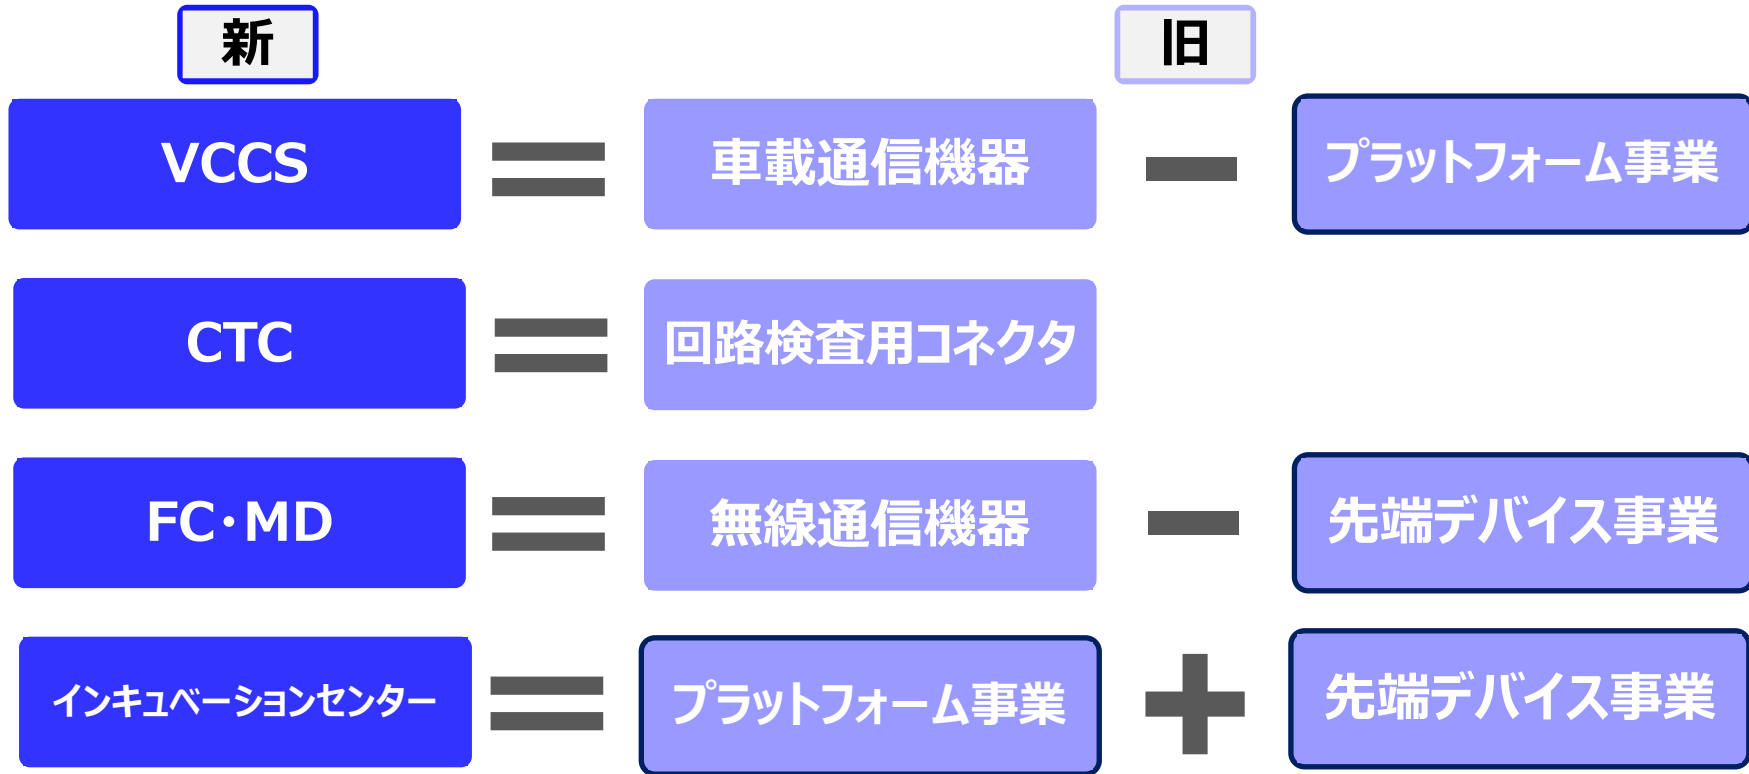 新 旧
VCCS = 車載通信機器 － プラットフォーム事業
CTC = 回路検査用コネクタ
FC・MD = 無線通信機器 － 先端デバイス事業
インキュベーションセンター = プラットフォーム事業 + 先端デバイス事業